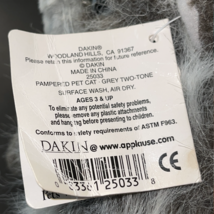 DAKIN®
WOODLAND HILLS, CA 91367
Please retain this information for future reference.
© DAKIN
MADE IN CHINA
25033
PAMPERED PET CAT - GREY TWO-TONE
SURFACE WASH, AIR DRY.
AGES 3 & UP
To eliminate any potential safety problems,
please remove any plastic attachments
and hang tag before presenting to child.
Conforms to safety requirements of ASTM F963.
DAKIN®@www.applause.com
CE
33361 25033 8